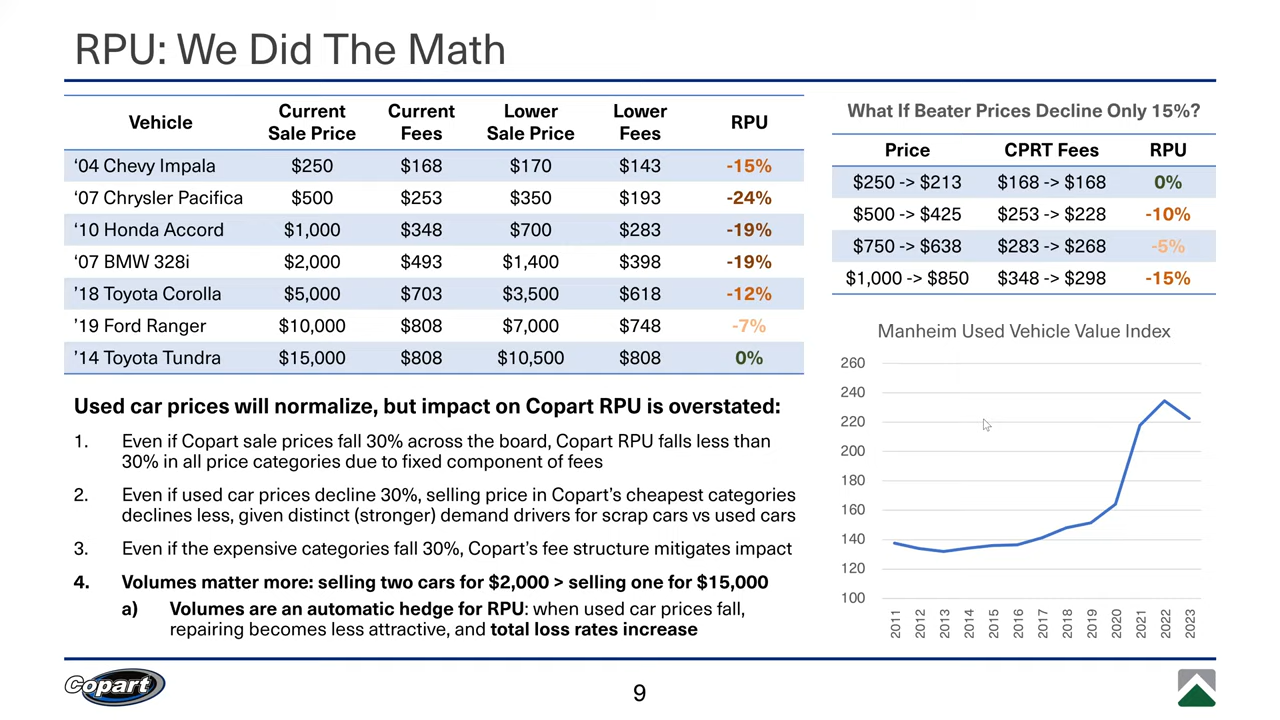 RPU: We Did The Math
Vehicle Current Sale Price Current Fees Lower Sale Price Lower Fees RPU
‘04 Chevy Impala $250 $168 $170 $143 -15%
‘07 Chrysler Pacifica $500 $253 $350 $193 -24%
‘10 Honda Accord $1,000 $348 $700 $283 -19%
‘07 BMW 328i $2,000 $493 $1,400 $398 -19%
’18 Toyota Corolla $5,000 $703 $3,500 $618 -12%
’19 Ford Ranger $10,000 $808 $7,000 $748 -7%
’14 Toyota Tundra $15,000 $808 $10,500 $808 0%
Used car prices will normalize, but impact on Copart RPU is overstated:
1. Even if Copart sale prices fall 30% across the board, Copart RPU falls less than
30% in all price categories due to fixed component of fees
2. Even if used car prices decline 30%, selling price in Copart’s cheapest categories
declines less, given distinct (stronger) demand drivers for scrap cars vs used cars
3. Even if the expensive categories fall 30%, Copart’s fee structure mitigates impact
4. Volumes matter more: selling two cars for $2,000 > selling one for $15,000
a) Volumes are an automatic hedge for RPU: when used car prices fall,
repairing becomes less attractive, and total loss rates increase
What If Beater Prices Decline Only 15%?
Price CPRT Fees RPU
$250 -> $213 $168 -> $168 0%
$500 -> $425 $253 -> $228 -10%
$750 -> $638 $283 -> $268 -5%
$1,000 -> $850 $348 -> $298 -15%
Manheim Used Vehicle Value Index
260
240
220
200
180
160
140
120
100
2011 2012 2013 2014 2015 2016 2017 2018 2019 2020 2021 2022 2023
Copart
9